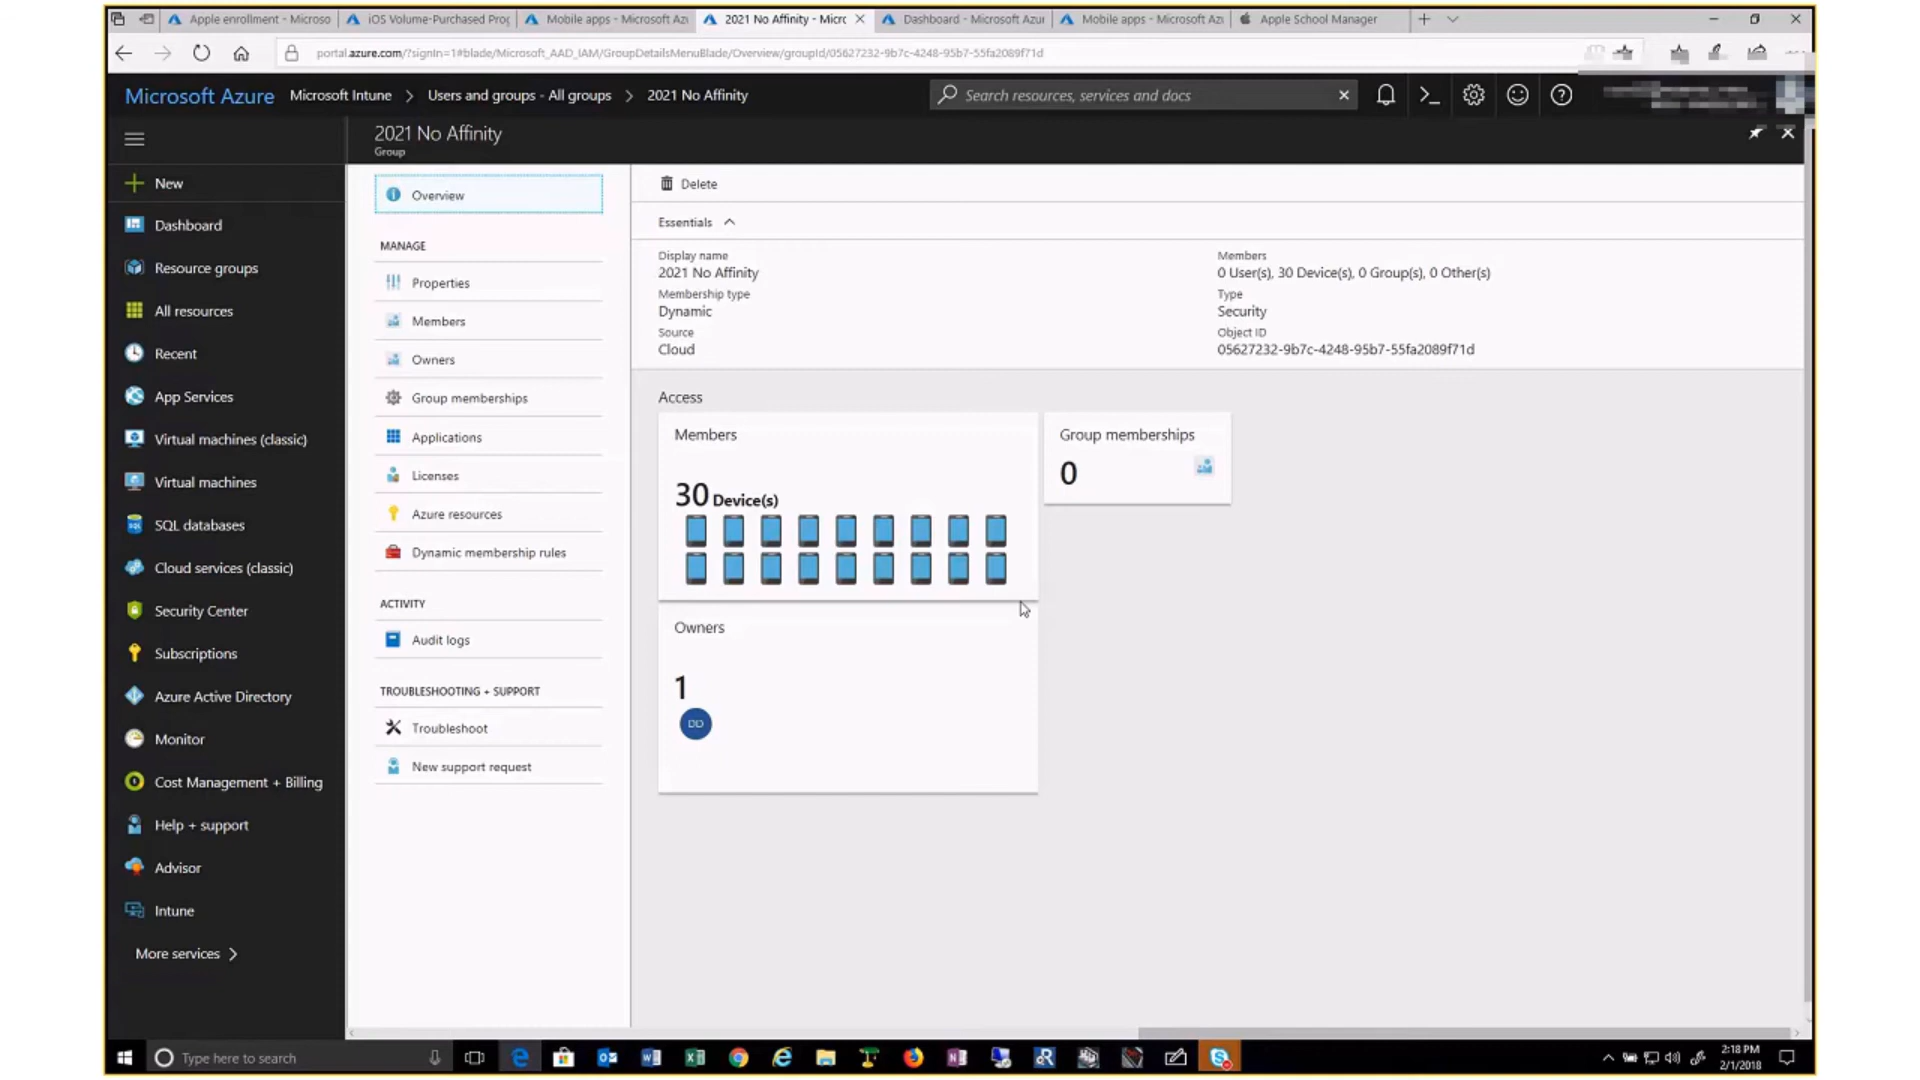 Apple enrollment - Microso
iOS Volume-Purchased Prog
Mobile apps - Microsoft Az
2021 No Affinity - Micro
Dashboard - Microsoft Azur
Mobile apps - Microsoft Az
Apple School Manager
portal.azure.com/?signIn=1#blade/Microsoft_AAD_IAM/GroupDetailsMenuBlade/Overview/groupId/05627232-9b7c-4248-95b7-55fa2089f71d
Microsoft Azure Microsoft Intune > Users and groups - All groups > 2021 No Affinity
Search resources, services and docs
2021 No Affinity
Group
New
Dashboard
Resource groups
All resources
Recent
App Services
Virtual machines (classic)
Virtual machines
SQL databases
Cloud services (classic)
Security Center
Subscriptions
Azure Active Directory
Monitor
Cost Management + Billing
Help + support
Advisor
Intune
More services >
Overview
MANAGE
Properties
Members
Owners
Group memberships
Applications
Licenses
Azure resources
Dynamic membership rules
ACTIVITY
Audit logs
TROUBLESHOOTING + SUPPORT
Troubleshoot
New support request
Delete
Essentials
Display name
2021 No Affinity
Membership type
Dynamic
Source
Cloud
Members
0 User(s), 30 Device(s), 0 Group(s), 0 Other(s)
Type
Security
Object ID
05627232-9b7c-4248-95b7-55fa2089f71d
Access
Members
30 Device(s)
Group memberships
0
Owners
1
DD
Type here to search
2:18 PM
2/1/2018